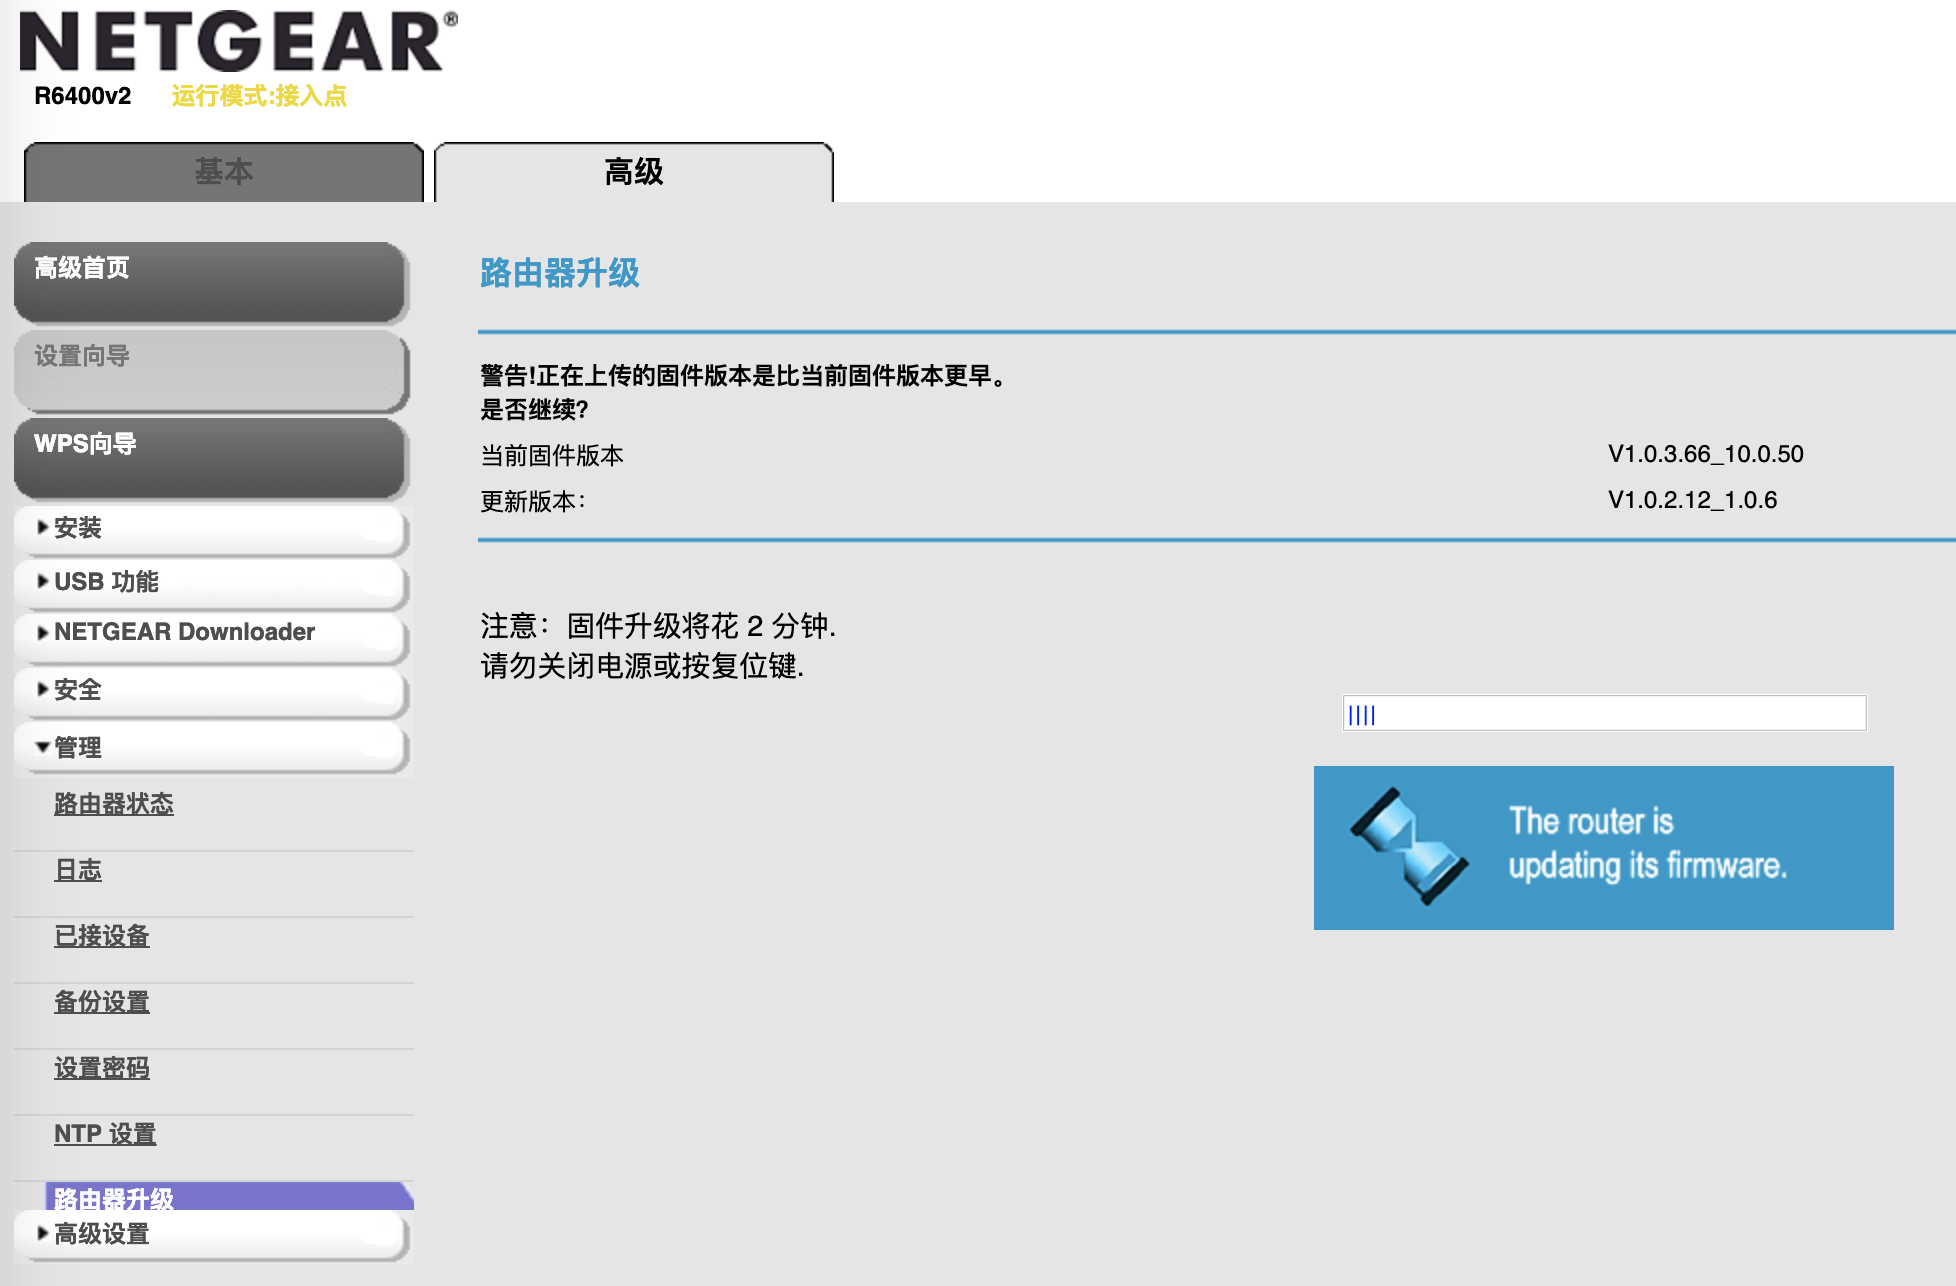 NETGEAR®
R6400v2 运行模式:接入点
基本
高级
高级首页
设置向导
WPS向导
安装
USB 功能
NETGEAR Downloader
安全
管理
路由器状态
日志
已接设备
备份设置
设置密码
NTP 设置
路由器升级
高级设置
路由器升级
警告!正在上传的固件版本是比当前固件版本更早。
是否继续?
当前固件版本 V1.0.3.66_10.0.50
更新版本: V1.0.2.12_1.0.6
注意：固件升级将花 2 分钟.
请勿关闭电源或按复位键.
The router is
updating its firmware.